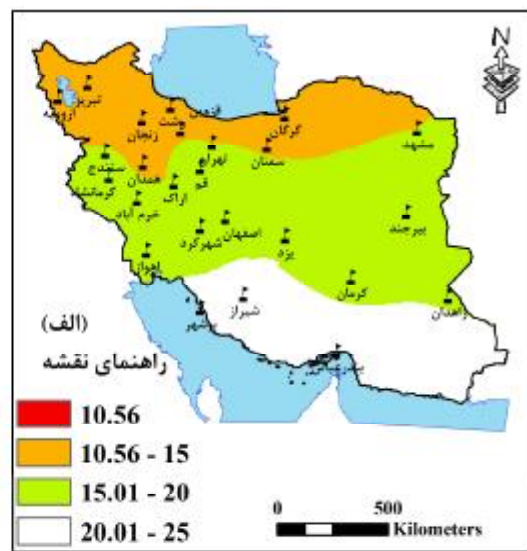 N
تبریز
ارومیه
زنجان
رشت
قزوین
گرگان
مشهد
سمنان
تهران
سنندج
همدان
قم
کرمانشاه
اراک
خرم آباد
اصفهان
شهرکرد
بیرجند
یزد
اهواز
کرمان
زاهدان
شیراز
بوشهر
بندرعباس
(الف)
راهنمای نقشه
10.56
10.56 - 15
15.01 - 20
20.01 - 25
0 500
Kilometers